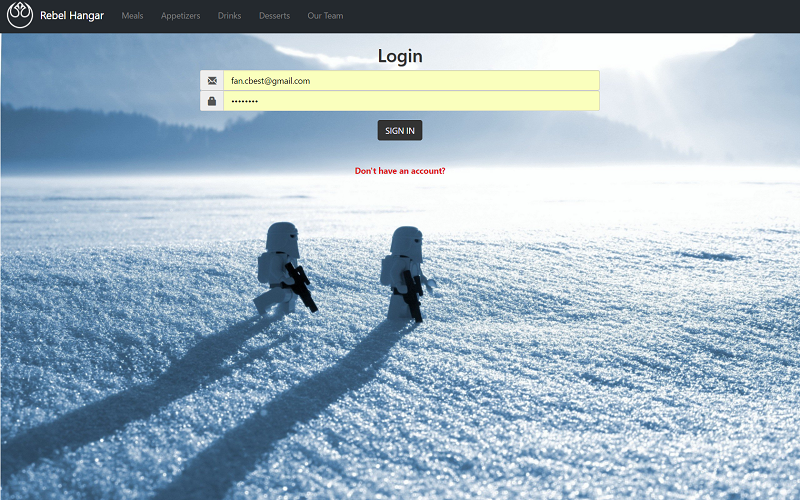 Rebel Hangar Meals Appetizers Drinks Desserts Our Team
Login
fan.cbest@gmail.com
••••••••
SIGN IN
Don't have an account?